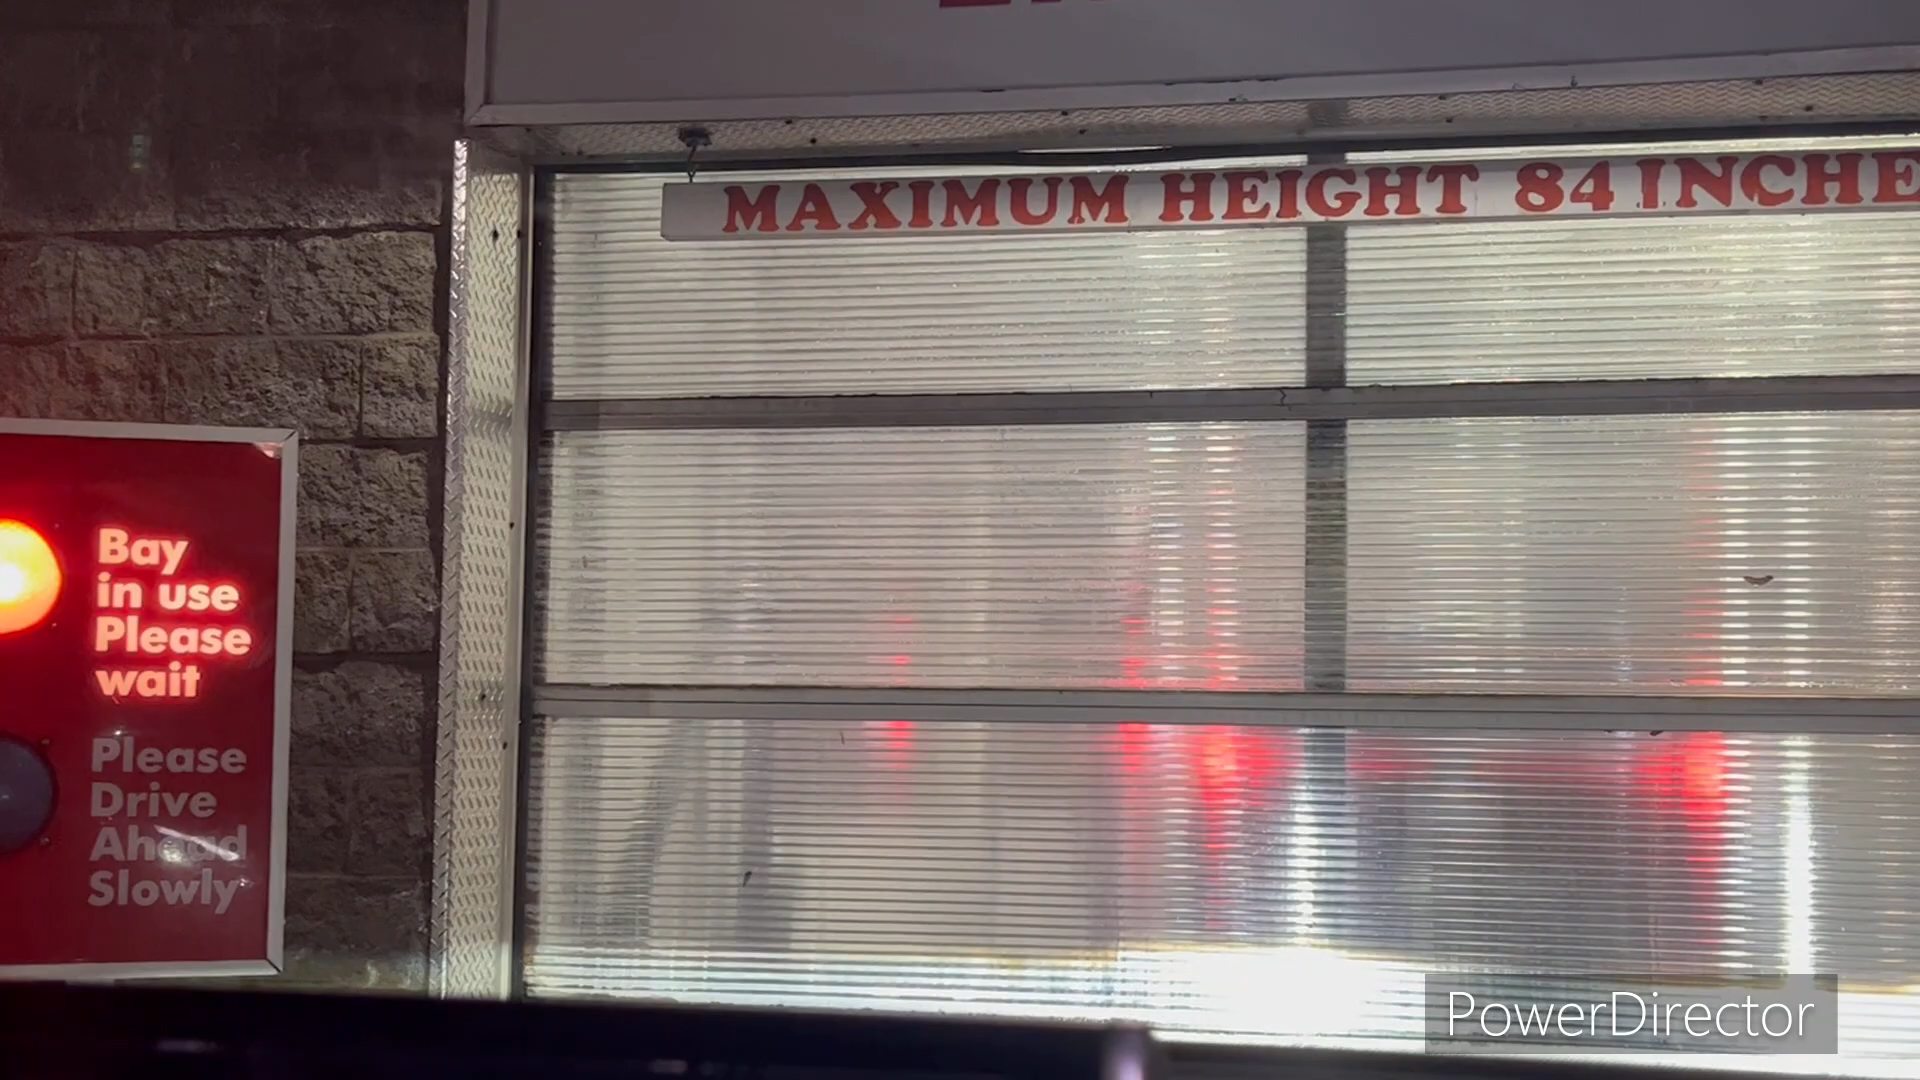 MAXIMUM HEIGHT 84 INCHE
Bay
in use
Please
wait
Please
Drive
Ahead
Slowly
PowerDirector